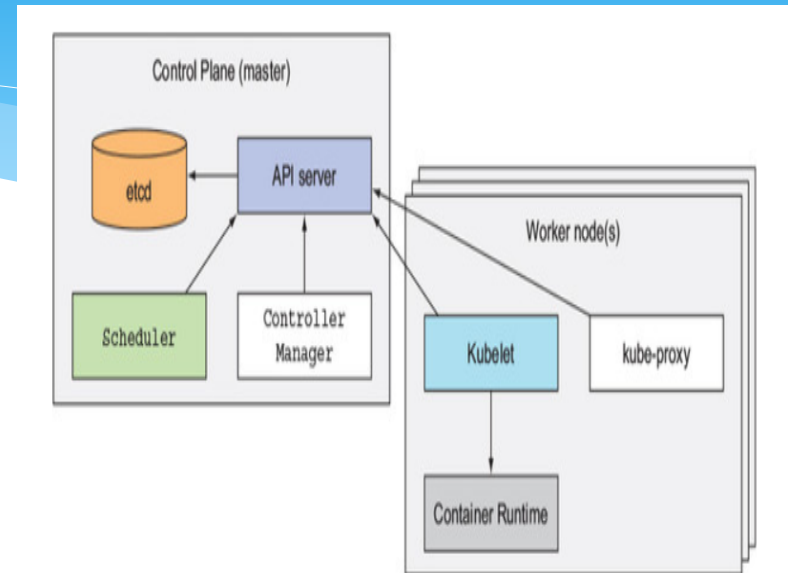 Control Plane (master)
etcd
API server
Scheduler
Controller
Manager
Worker node(s)
Kubelet
kube-proxy
Container Runtime